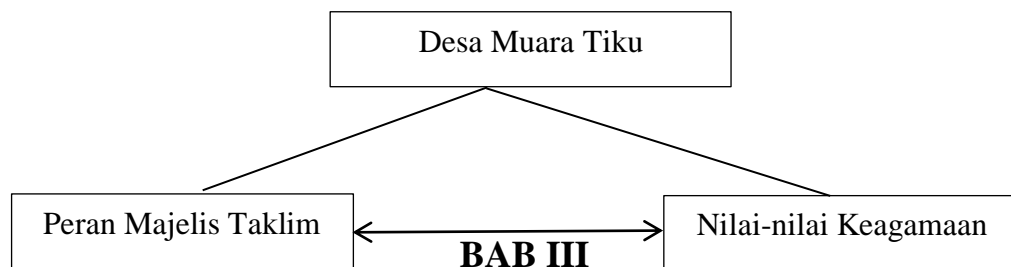 Desa Muara Tiku
Peran Majelis Taklim
Nilai-nilai Keagamaan
BAB III